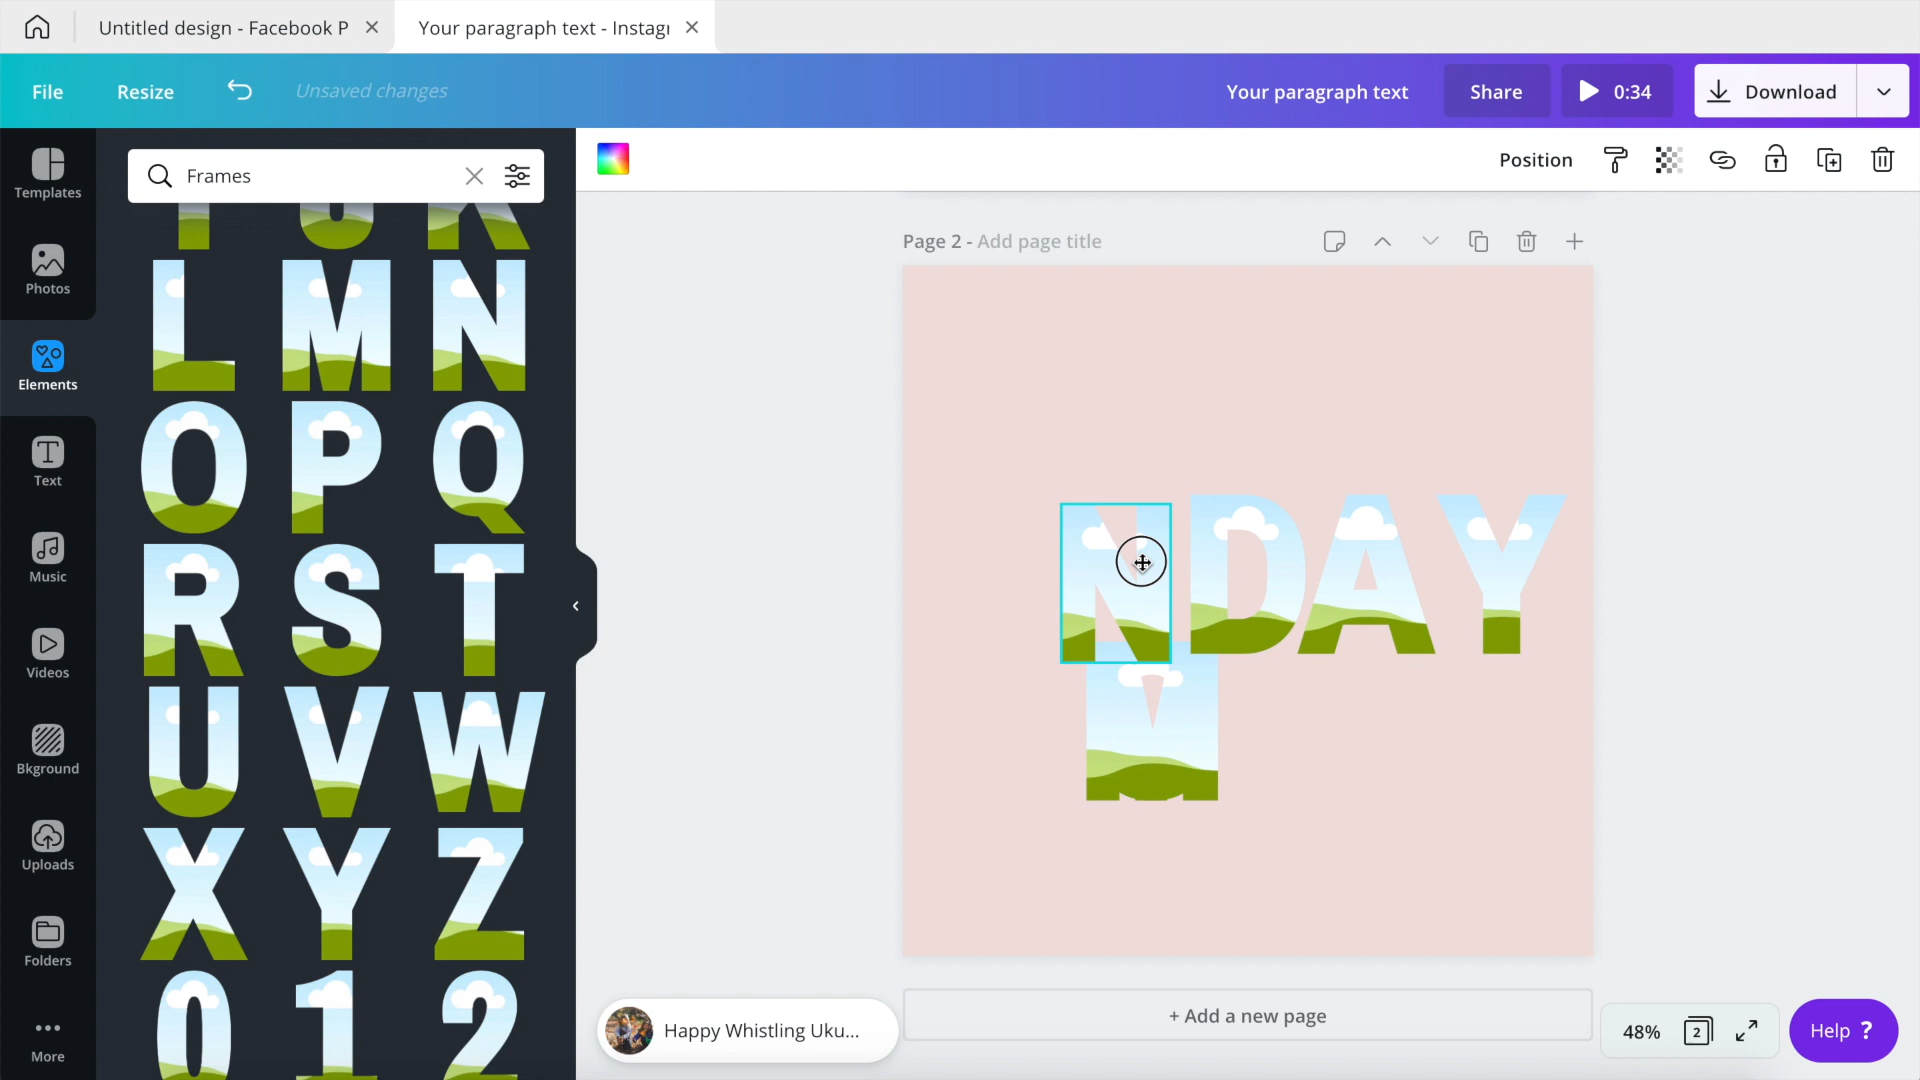 Untitled design - Facebook P
Your paragraph text - Instagr
File
Resize
Unsaved changes
Your paragraph text
Share
0:34
Download
Templates
Photos
Elements
Text
Music
Videos
Bkground
Uploads
Folders
More
Frames
L M N
O P Q
R S T
U V W
X Y Z
0 1 2
Position
Page 2 - Add page title
NDAY
M
+ Add a new page
Happy Whistling Uku...
48%
2
Help ?